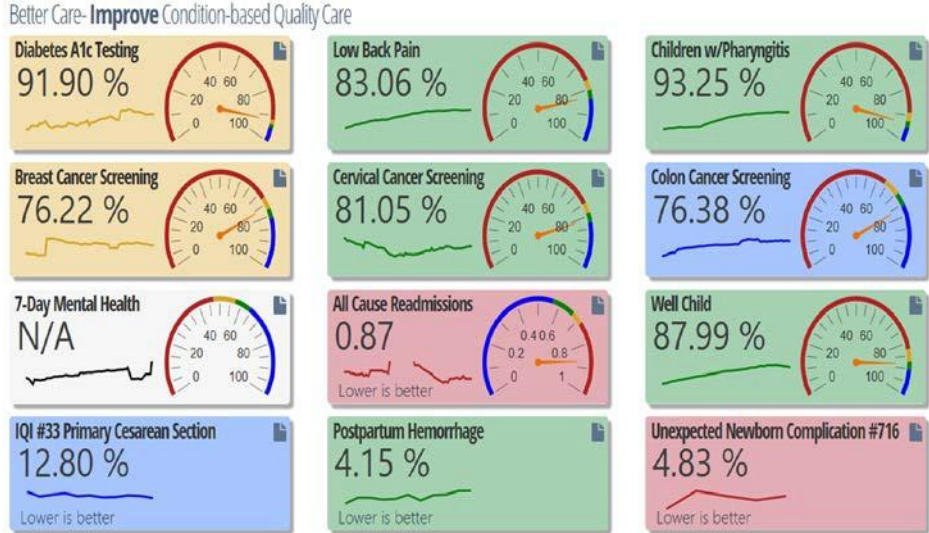 Better Care- Improve Condition-based Quality Care
Diabetes A1c Testing
91.90 %
0 20 40 60 80 100
Low Back Pain
83.06 %
0 20 40 60 80 100
Children w/Pharyngitis
93.25 %
0 20 40 60 80 100
Breast Cancer Screening
76.22 %
0 20 40 60 80 100
Cervical Cancer Screening
81.05 %
0 20 40 60 80 100
Colon Cancer Screening
76.38 %
0 20 40 60 80 100
7-Day Mental Health
N/A
0 20 40 60 80 100
All Cause Readmissions
0.87
Lower is better
0 0.2 0.4 0.6 0.8 1
Well Child
87.99 %
0 20 40 60 80 100
IQI #33 Primary Cesarean Section
12.80 %
Lower is better
Postpartum Hemorrhage
4.15 %
Lower is better
Unexpected Newborn Complication #716
4.83 %
Lower is better